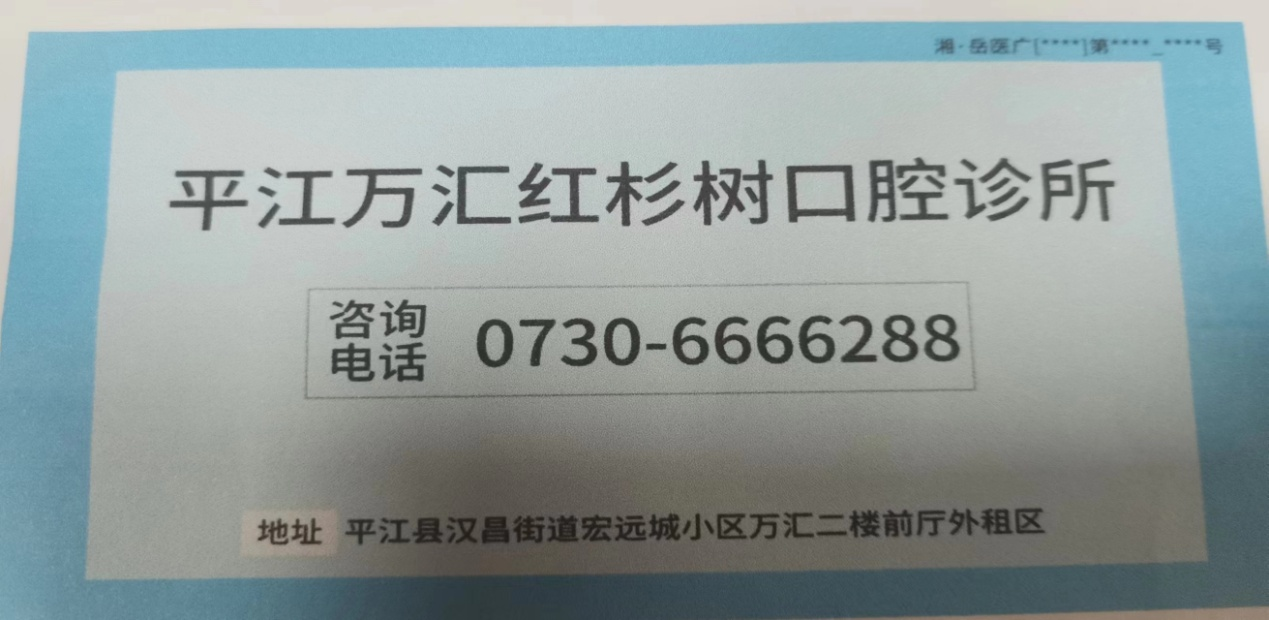 湘·岳医广[****]第****_****号
平江万汇红杉树口腔诊所
咨询
电话
0730-6666288
地址 平江县汉昌街道宏远城小区万汇二楼前厅外租区